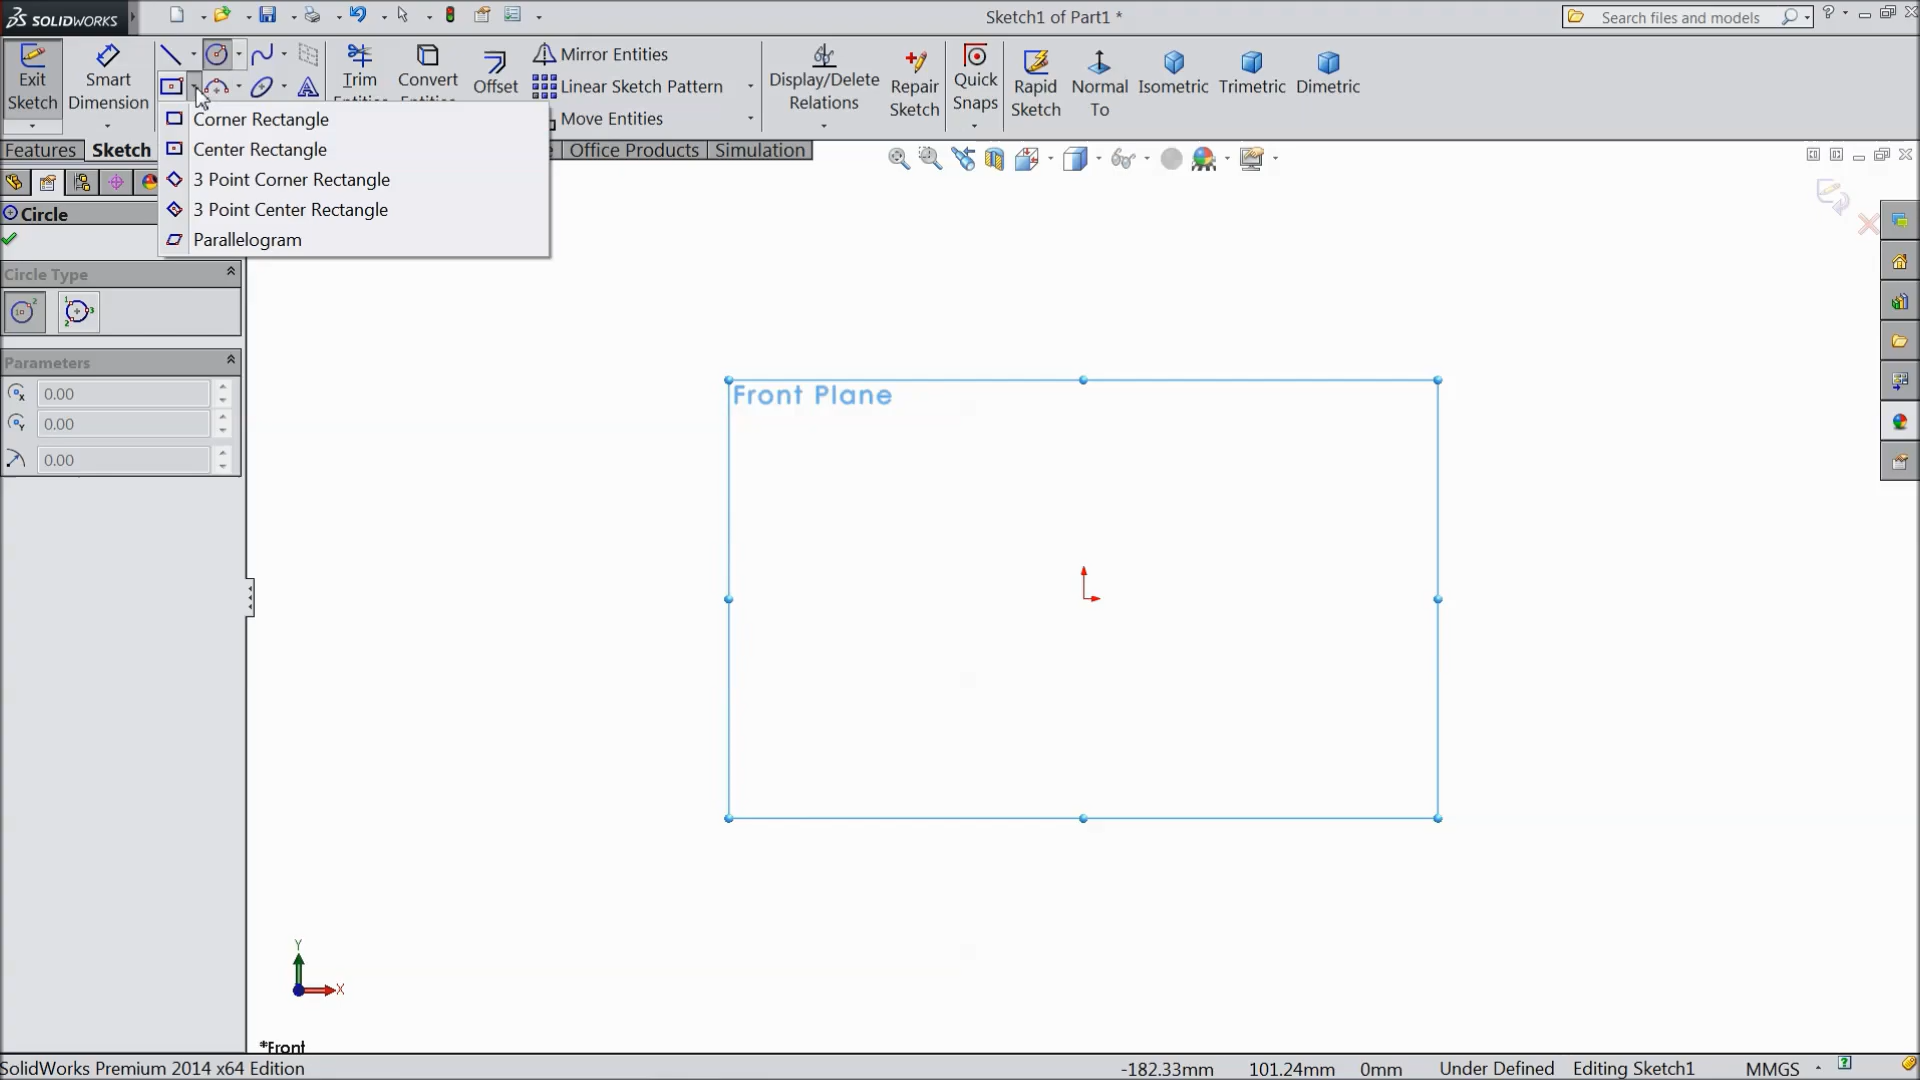 SOLIDWORKS
Sketch1 of Part1 *
Search files and models
?
Exit
Sketch
Smart
Dimension
Trim
Convert
Offset
Mirror Entities
Linear Sketch Pattern
Move Entities
Display/Delete
Relations
Repair
Sketch
Quick
Snaps
Rapid
Sketch
Normal
To
Isometric
Trimetric
Dimetric
Corner Rectangle
Center Rectangle
3 Point Corner Rectangle
3 Point Center Rectangle
Parallelogram
Features
Sketch
Office Products
Simulation
Circle
Circle Type
Parameters
0.00
0.00
0.00
Front Plane
Y
X
*Front
SolidWorks Premium 2014 x64 Edition
-182.33mm
101.24mm
0mm
Under Defined
Editing Sketch1
MMGS